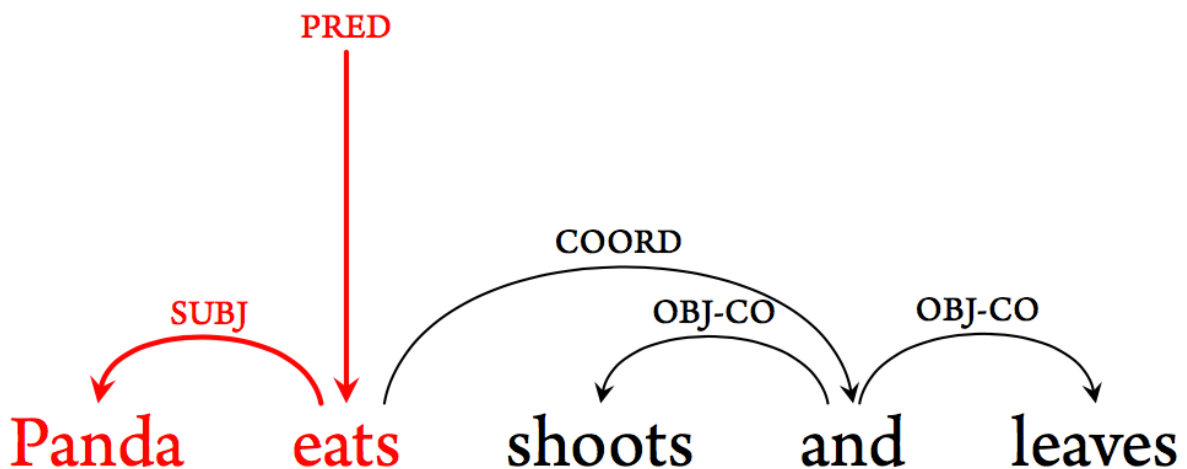 PRED
COORD
SUBJ OBJ-CO OBJ-CO
Panda eats shoots and leaves